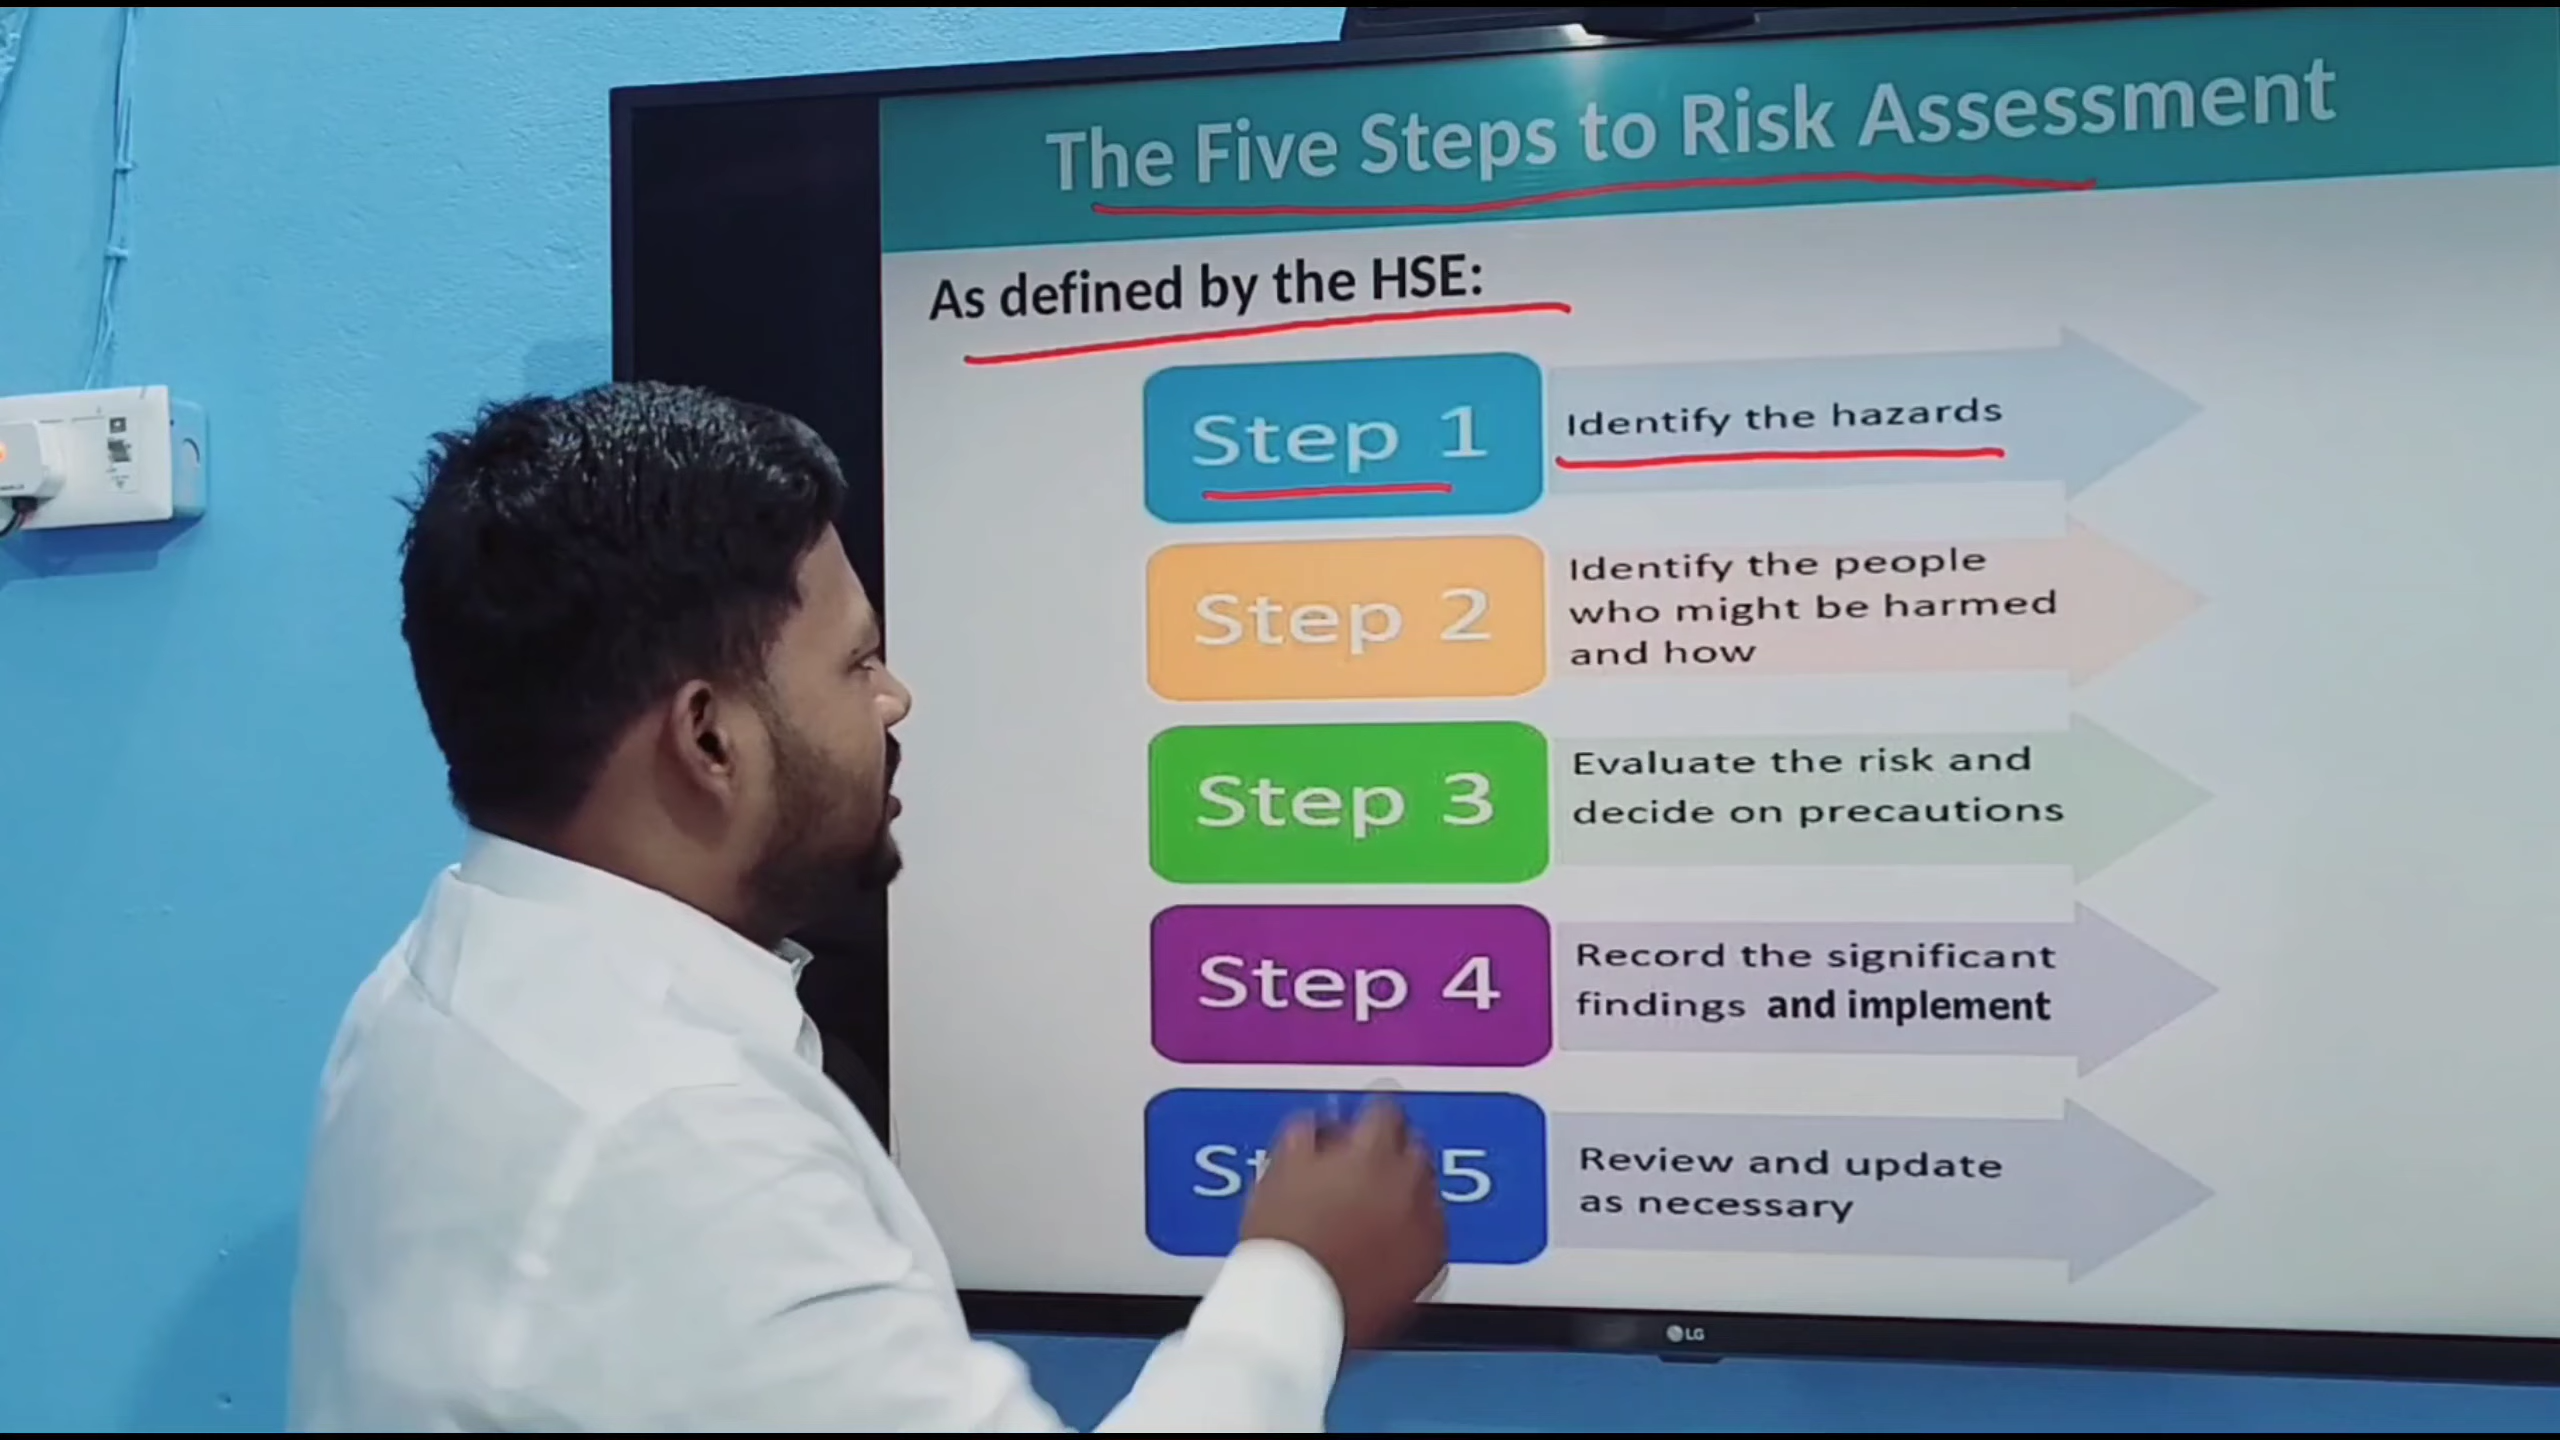 The Five Steps to Risk Assessment
As defined by the HSE:
Step 1
Identify the hazards
Step 2
Identify the people
who might be harmed
and how
Step 3
Evaluate the risk and
decide on precautions
Step 4
Record the significant
findings and implement
5
Review and update
as necessary
LG